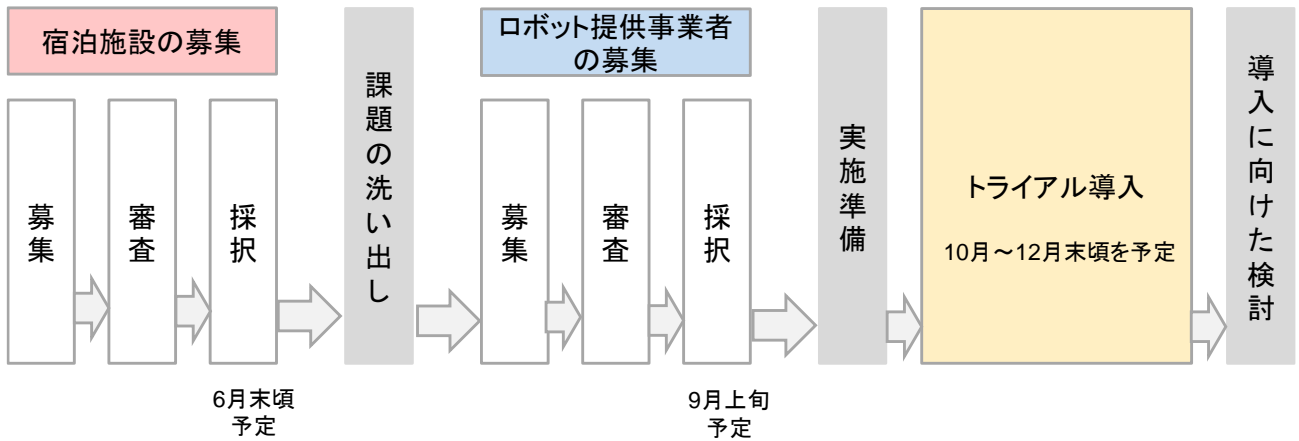 宿泊施設の募集
募集
審査
採択
6月末頃
予定
課題の洗い出し
ロボット提供事業者
の募集
募集
審査
採択
9月上旬
予定
実施準備
トライアル導入
10月～12月末頃を予定
導入に向けた検討